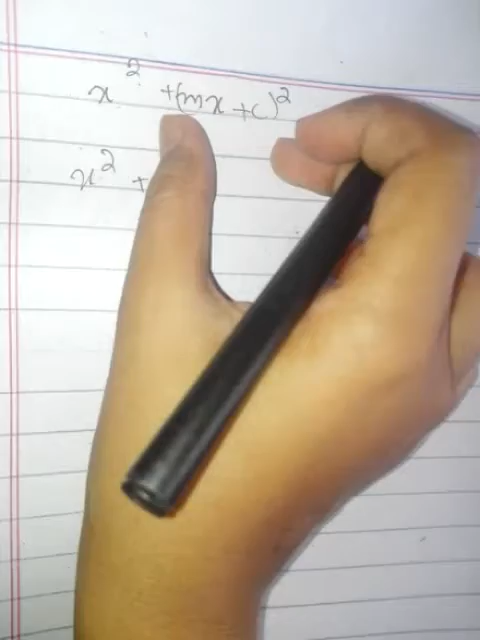 x² + (mx + c)²
x² +